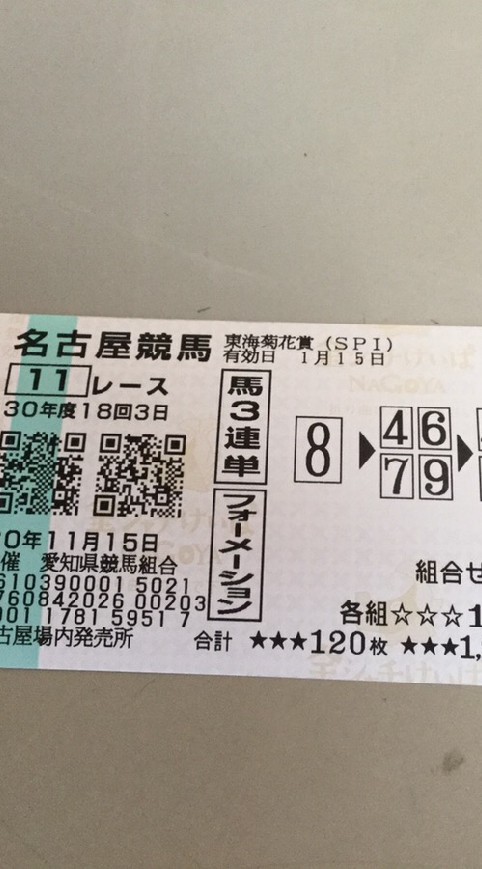 名古屋競馬
東海菊花賞(SPI)
有効日 1月15日
11 レース
30年度18回3日
馬3連単
8
4 6
7 9
フォーメーション
0年11月15日
催 愛知県競馬組合
610390001 5021
760842026 00203
001 1781 5951 7
古屋場内発売所
組合せ
各組☆☆☆1
合計 ★★★120枚 ★★★1,
NAGOYA